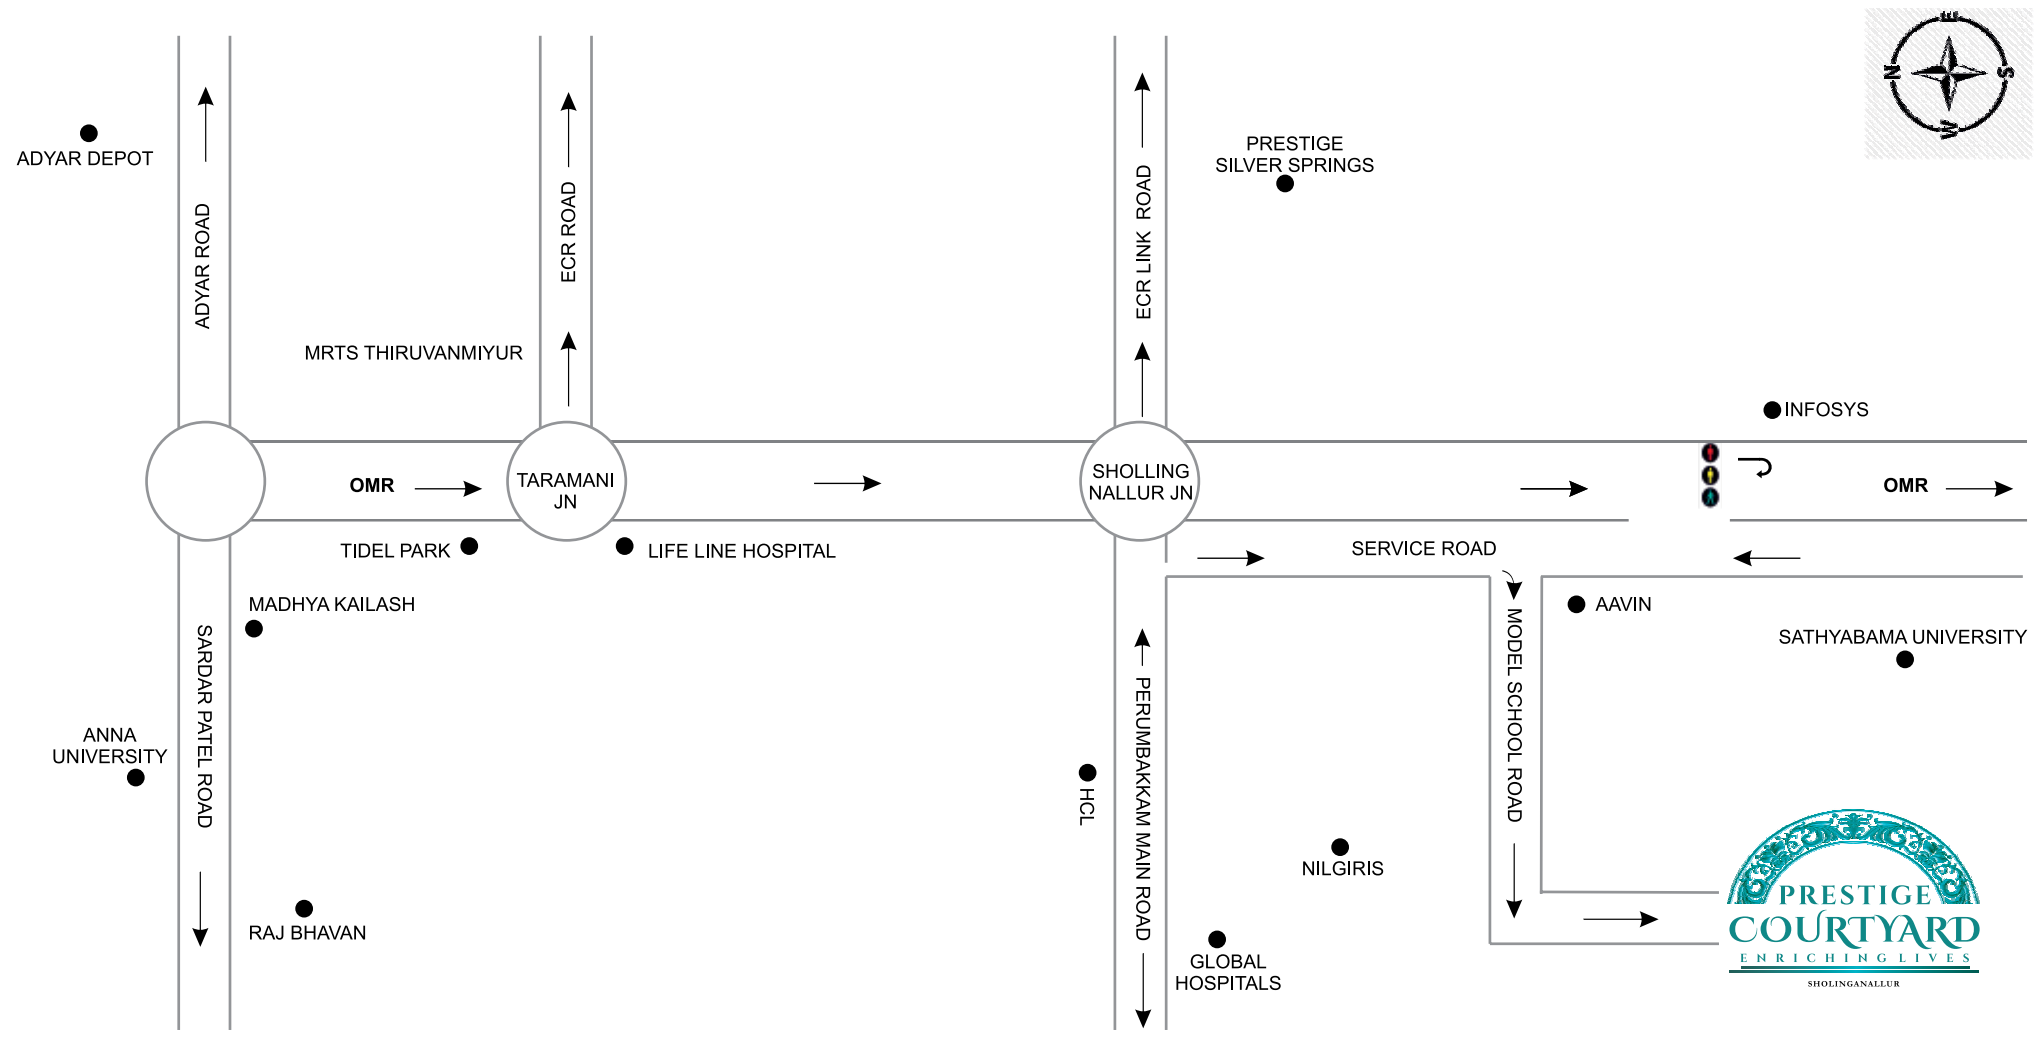 E
N
S
W
ADYAR DEPOT
ADYAR ROAD
ECR ROAD
ECR LINK ROAD
PRESTIGE
SILVER SPRINGS
MRTS THIRUVANMIYUR
INFOSYS
OMR
TARAMANI
JN
SHOLLING
NALLUR JN
OMR
TIDEL PARK
LIFE LINE HOSPITAL
SERVICE ROAD
MADHYA KAILASH
AAVIN
SATHYABAMA UNIVERSITY
SARDAR PATEL ROAD
PERUMBAKKAM MAIN ROAD
MODEL SCHOOL ROAD
ANNA
UNIVERSITY
HCL
NILGIRIS
RAJ BHAVAN
GLOBAL
HOSPITALS
PRESTIGE
COURTYARD
ENRICHING LIVES
SHOLINGANALLUR